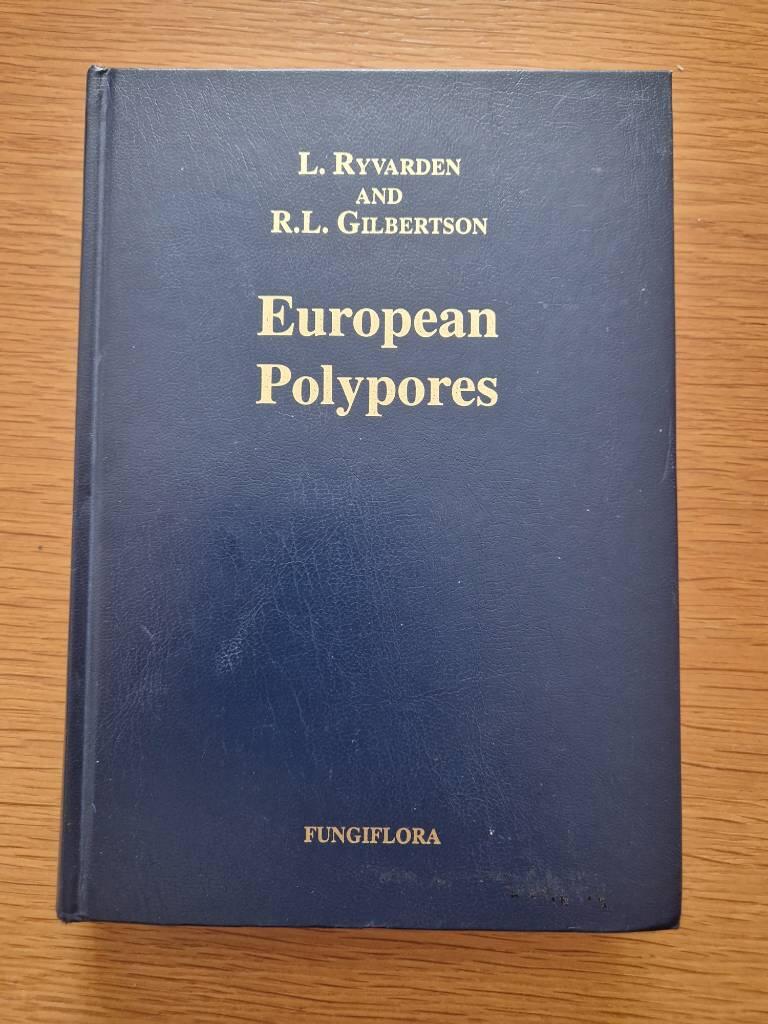 L. RYVARDEN
AND
R.L. GILBERTSON
European
Polypores
FUNGIFLORA